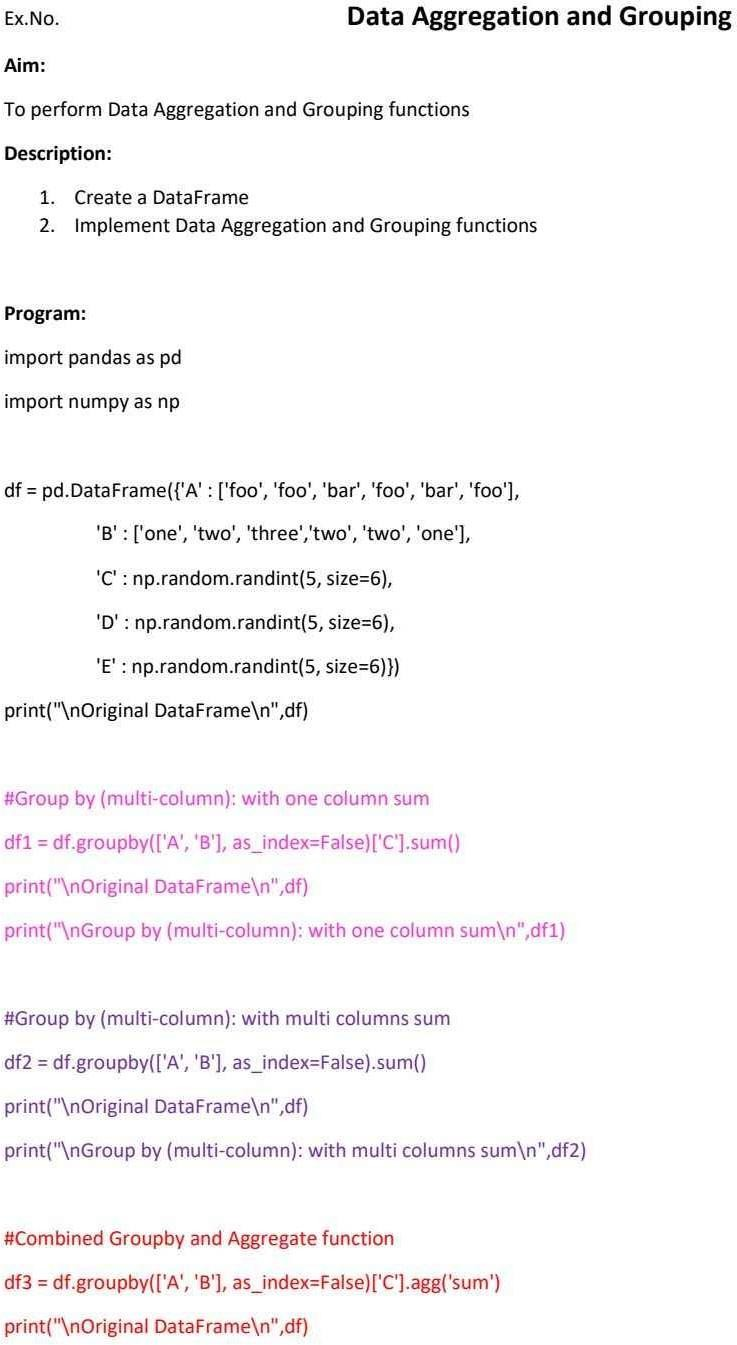 Ex.No. Data Aggregation and Grouping
Aim:
To perform Data Aggregation and Grouping functions
Description:
1. Create a DataFrame
2. Implement Data Aggregation and Grouping functions
Program:
import pandas as pd
import numpy as np
df = pd.DataFrame({'A' : ['foo', 'foo', 'bar', 'foo', 'bar', 'foo'],
'B' : ['one', 'two', 'three','two', 'two', 'one'],
'C' : np.random.randint(5, size=6),
'D' : np.random.randint(5, size=6),
'E' : np.random.randint(5, size=6)})
print("\nOriginal DataFrame\n",df)
#Group by (multi-column): with one column sum
df1 = df.groupby(['A', 'B'], as_index=False)['C'].sum()
print("\nOriginal DataFrame\n",df)
print("\nGroup by (multi-column): with one column sum\n",df1)
#Group by (multi-column): with multi columns sum
df2 = df.groupby(['A', 'B'], as_index=False).sum()
print("\nOriginal DataFrame\n",df)
print("\nGroup by (multi-column): with multi columns sum\n",df2)
#Combined Groupby and Aggregate function
df3 = df.groupby(['A', 'B'], as_index=False)['C'].agg('sum')
print("\nOriginal DataFrame\n",df)